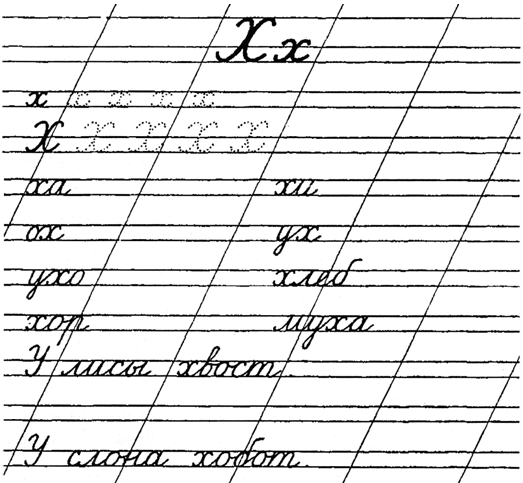 Хх
х х х х х
Х Х Х Х Х
ха хи
ох ух
ухо хлеб
хор муха
У лисы хвост.
У слона хобот.